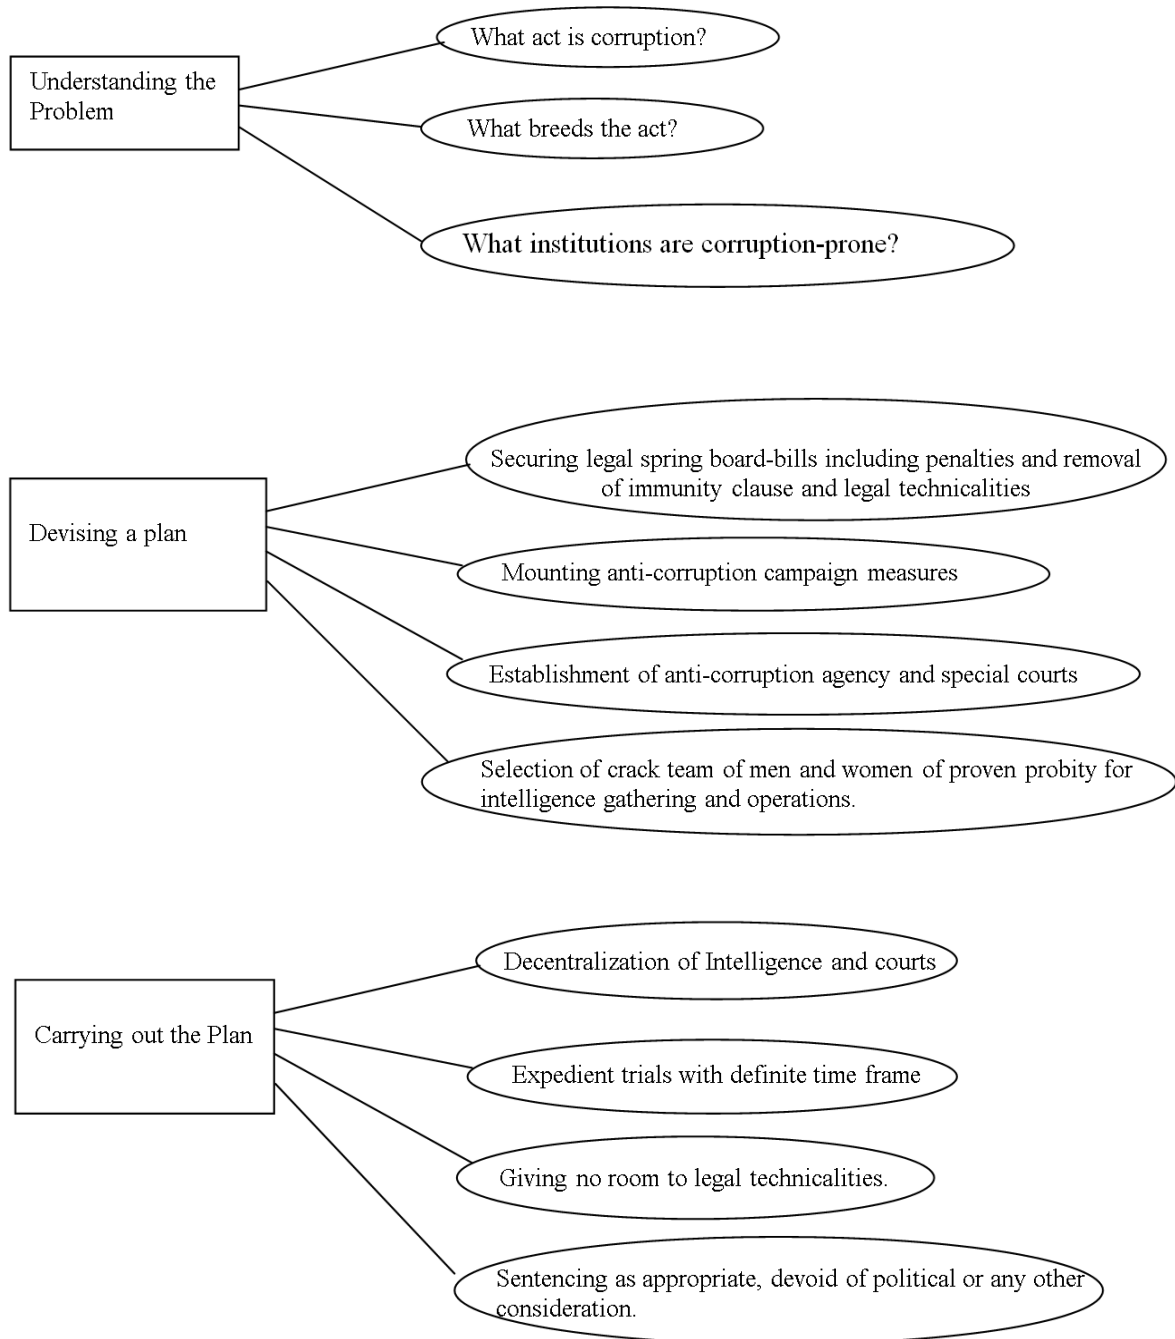 What act is corruption?
Understanding the
Problem
What breeds the act?
What institutions are corruption-prone?
Securing legal spring board-bills including penalties and removal
of immunity clause and legal technicalities
Devising a plan
Mounting anti-corruption campaign measures
Establishment of anti-corruption agency and special courts
Selection of crack team of men and women of proven probity for
intelligence gathering and operations.
Decentralization of Intelligence and courts
Carrying out the Plan
Expedient trials with definite time frame
Giving no room to legal technicalities.
Sentencing as appropriate, devoid of political or any other
consideration.